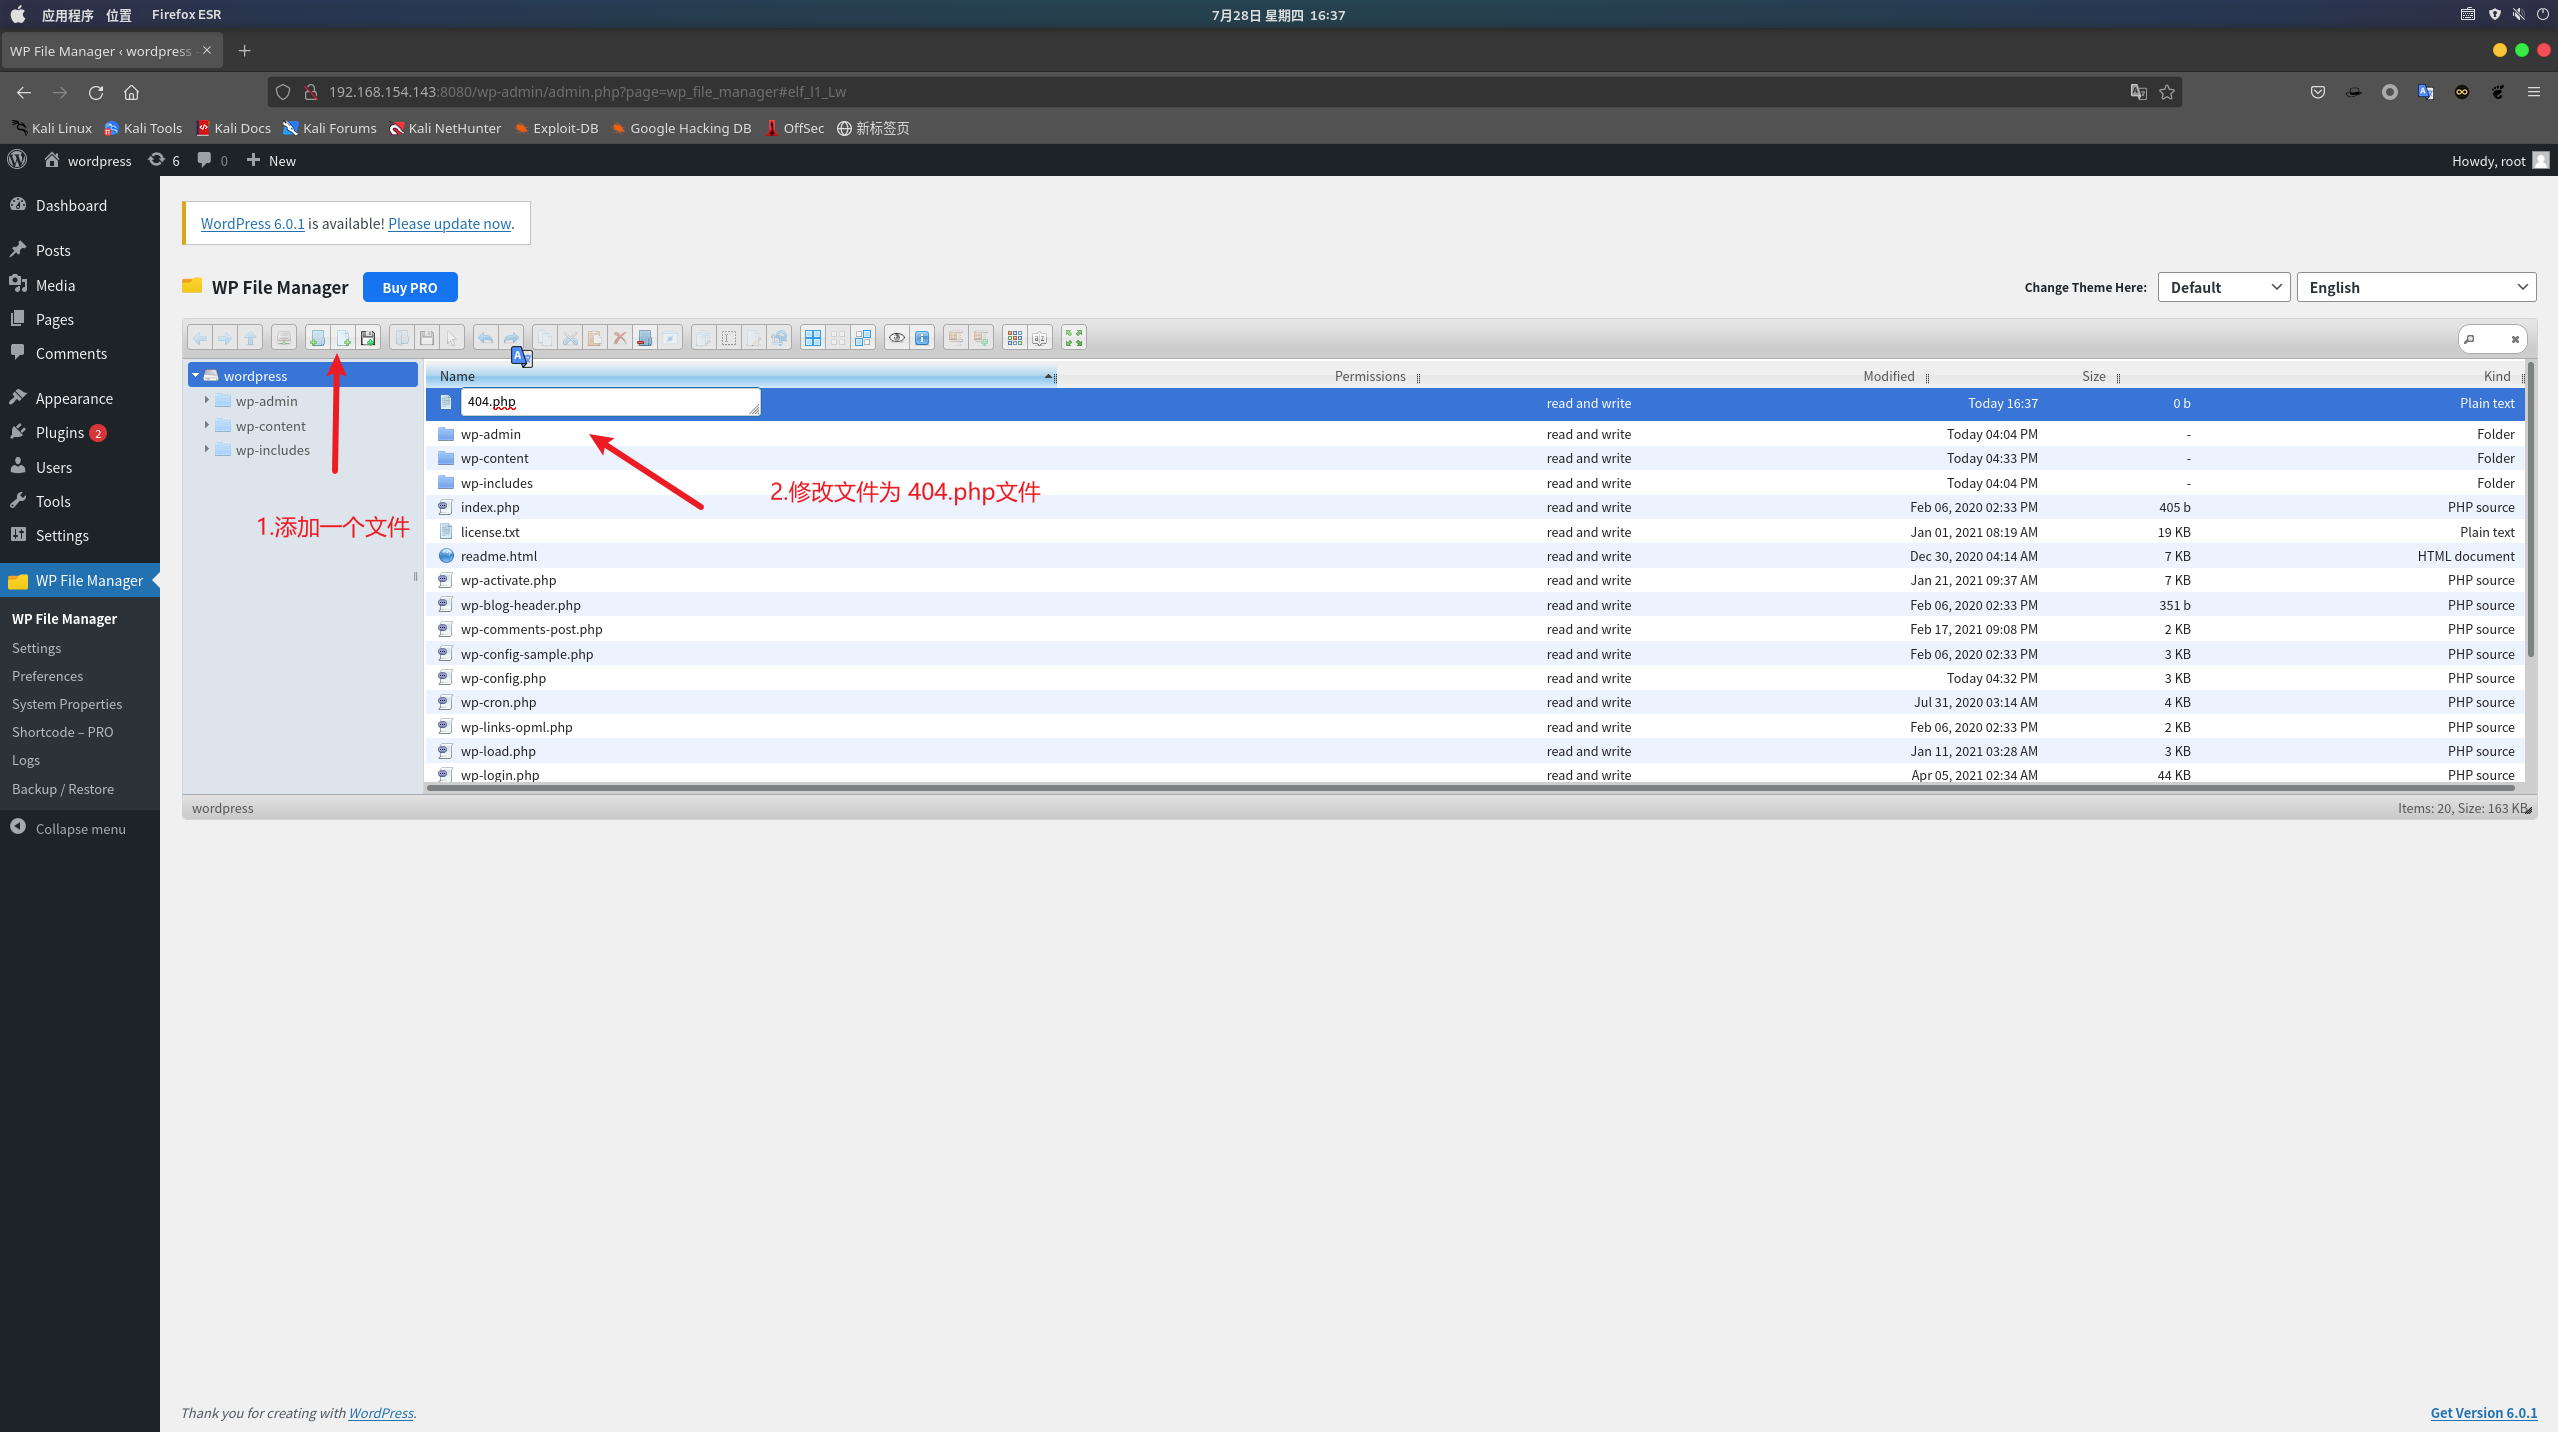 应用程序 位置 Firefox ESR 7月28日 星期四 16:37
WP File Manager ‹ wordpress
192.168.154.143:8080/wp-admin/admin.php?page=wp_file_manager#elf_l1_Lw
Kali Linux Kali Tools Kali Docs Kali Forums Kali NetHunter Exploit-DB Google Hacking DB OffSec 新标签页
wordpress 6 0 New Howdy, root
Dashboard
Posts
Media
Pages
Comments
Appearance
Plugins 2
Users
Tools
Settings
WP File Manager
WP File Manager
Settings
Preferences
System Properties
Shortcode – PRO
Logs
Backup / Restore
Collapse menu
WordPress 6.0.1 is available! Please update now.
WP File Manager Buy PRO Change Theme Here: Default English
wordpress
wp-admin
wp-content
wp-includes
1.添加一个文件
Name Permissions Modified Size Kind
404.php read and write Today 16:37 0 b Plain text
wp-admin read and write Today 04:04 PM - Folder
wp-content read and write Today 04:33 PM - Folder
wp-includes read and write Today 04:04 PM - Folder
2.修改文件为 404.php文件
index.php read and write Feb 06, 2020 02:33 PM 405 b PHP source
license.txt read and write Jan 01, 2021 08:19 AM 19 KB Plain text
readme.html read and write Dec 30, 2020 04:14 AM 7 KB HTML document
wp-activate.php read and write Jan 21, 2021 09:37 AM 7 KB PHP source
wp-blog-header.php read and write Feb 06, 2020 02:33 PM 351 b PHP source
wp-comments-post.php read and write Feb 17, 2021 09:08 PM 2 KB PHP source
wp-config-sample.php read and write Feb 06, 2020 02:33 PM 3 KB PHP source
wp-config.php read and write Today 04:32 PM 3 KB PHP source
wp-cron.php read and write Jul 31, 2020 03:14 AM 4 KB PHP source
wp-links-opml.php read and write Feb 06, 2020 02:33 PM 2 KB PHP source
wp-load.php read and write Jan 11, 2021 03:28 AM 3 KB PHP source
wp-login.php read and write Apr 05, 2021 02:34 AM 44 KB PHP source
wordpress Items: 20, Size: 163 KB
Thank you for creating with WordPress. Get Version 6.0.1